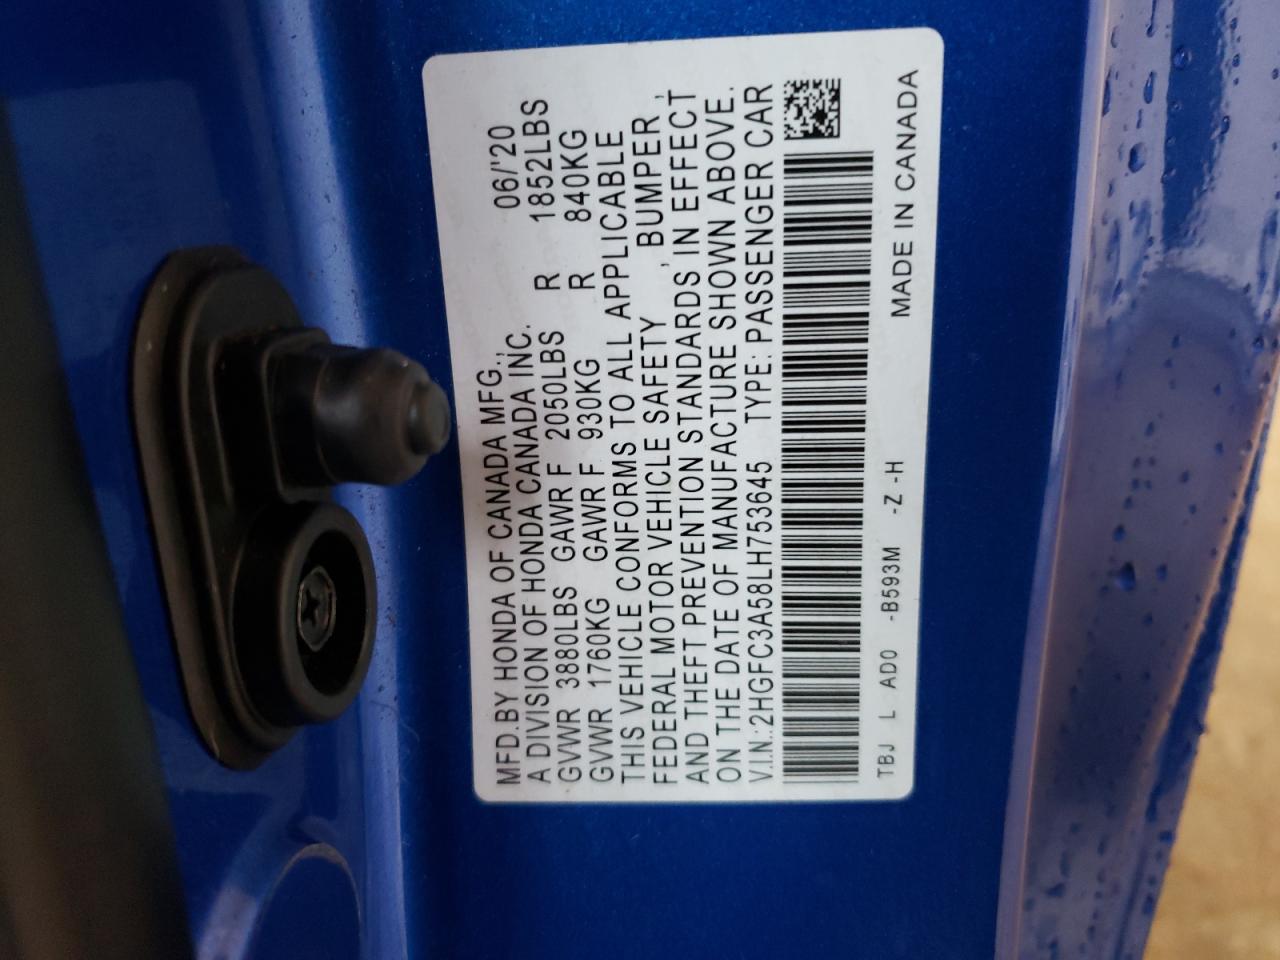 MFD.BY HONDA OF CANADA MFG., 06/'20
A DIVISION OF HONDA CANADA INC.
GVWR 3880LBS GAWR F 2050LBS R 1852LBS
GVWR 1760KG GAWR F 930KG R 840KG
THIS VEHICLE CONFORMS TO ALL APPLICABLE
FEDERAL MOTOR VEHICLE SAFETY , BUMPER ,
AND THEFT PREVENTION STANDARDS IN EFFECT
ON THE DATE OF MANUFACTURE SHOWN ABOVE.
V.I.N.:2HGFC3A58LH753645 TYPE: PASSENGER CAR
TBJ L AD0 -B593M -Z -H MADE IN CANADA